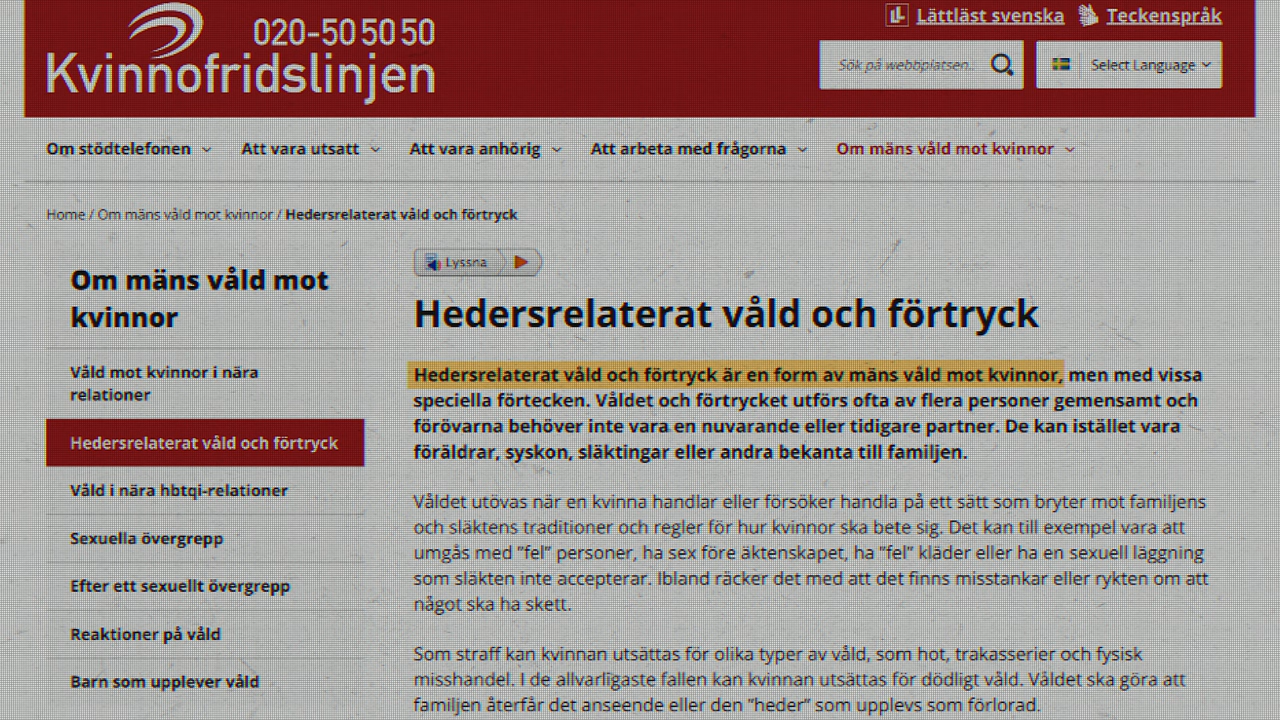 020-50 50 50
Kvinnofridslinjen
Lättläst svenska
Teckenspråk
Sök på webbplatsen..
Select Language
Om stödtelefonen
Att vara utsatt
Att vara anhörig
Att arbeta med frågorna
Om mäns våld mot kvinnor
Home / Om mäns våld mot kvinnor / Hedersrelaterat våld och förtryck
Om mäns våld mot
kvinnor
Våld mot kvinnor i nära
relationer
Hedersrelaterat våld och förtryck
Våld i nära hbtqi-relationer
Sexuella övergrepp
Efter ett sexuellt övergrepp
Reaktioner på våld
Barn som upplever våld
Lyssna
Hedersrelaterat våld och förtryck
Hedersrelaterat våld och förtryck är en form av mäns våld mot kvinnor, men med vissa
speciella förtecken. Våldet och förtrycket utförs ofta av flera personer gemensamt och
förövarna behöver inte vara en nuvarande eller tidigare partner. De kan istället vara
föräldrar, syskon, släktingar eller andra bekanta till familjen.
Våldet utövas när en kvinna handlar eller försöker handla på ett sätt som bryter mot familjens
och släktens traditioner och regler för hur kvinnor ska bete sig. Det kan till exempel vara att
umgås med ”fel” personer, ha sex före äktenskapet, ha ”fel” kläder eller ha en sexuell läggning
som släkten inte accepterar. Ibland räcker det med att det finns misstankar eller rykten om att
något ska ha skett.
Som straff kan kvinnan utsättas för olika typer av våld, som hot, trakasserier och fysisk
misshandel. I de allvarligaste fallen kan kvinnan utsättas för dödligt våld. Våldet ska göra att
familjen återfår det anseende eller den ”heder” som upplevs som förlorad.